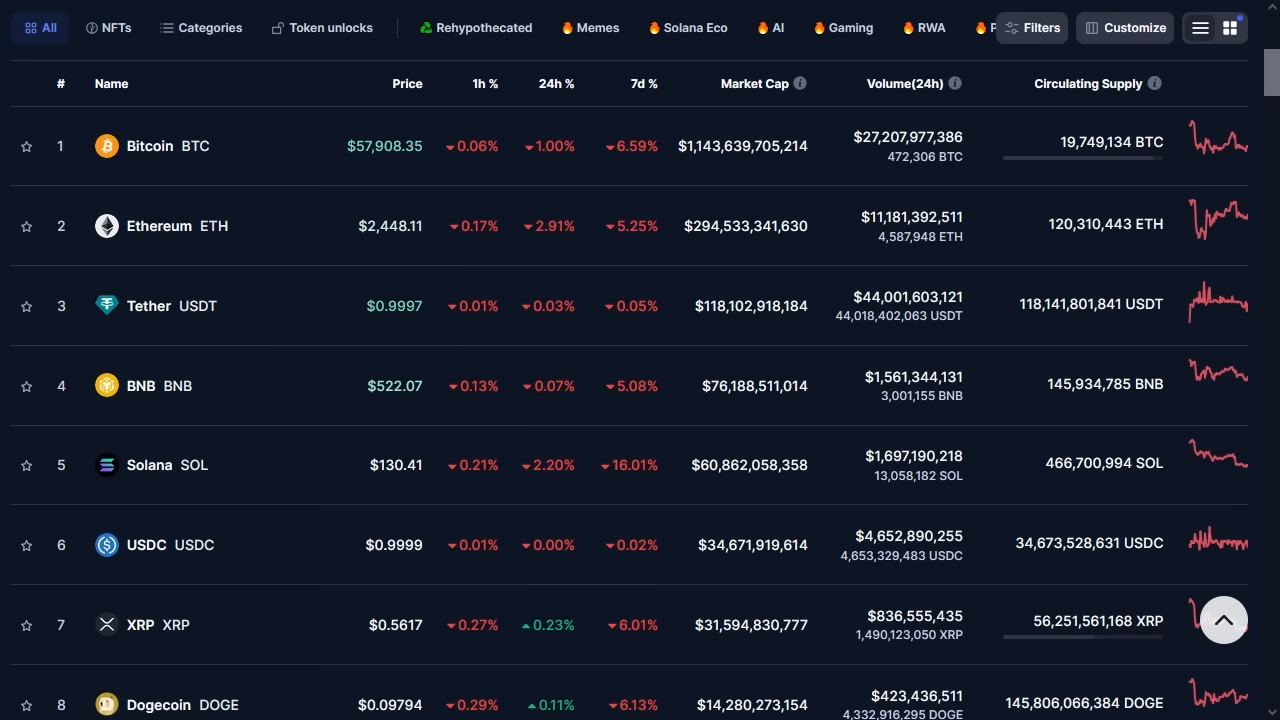 All NFTs Categories Token unlocks Rehypothecated Memes Solana Eco AI Gaming RWA Filters Customize
# Name Price 1h % 24h % 7d % Market Cap Volume(24h) Circulating Supply
1 Bitcoin BTC $57,908.35 0.06% 1.00% 6.59% $1,143,639,705,214 $27,207,977,386 19,749,134 BTC
472,306 BTC
2 Ethereum ETH $2,448.11 0.17% 2.91% 5.25% $294,533,341,630 $11,181,392,511 120,310,443 ETH
4,587,948 ETH
3 Tether USDT $0.9997 0.01% 0.03% 0.05% $118,102,918,184 $44,001,603,121 118,141,801,841 USDT
44,018,402,063 USDT
4 BNB BNB $522.07 0.13% 0.07% 5.08% $76,188,511,014 $1,561,344,131 145,934,785 BNB
3,001,155 BNB
5 Solana SOL $130.41 0.21% 2.20% 16.01% $60,862,058,358 $1,697,190,218 466,700,994 SOL
13,058,182 SOL
6 USDC USDC $0.9999 0.01% 0.00% 0.02% $34,671,919,614 $4,652,890,255 34,673,528,631 USDC
4,653,329,483 USDC
7 XRP XRP $0.5617 0.27% 0.23% 6.01% $31,594,830,777 $836,555,435 56,251,561,168 XRP
1,490,123,050 XRP
8 Dogecoin DOGE $0.09794 0.29% 0.11% 6.13% $14,280,273,154 $423,436,511 145,806,066,384 DOGE
4,332,916,295 DOGE